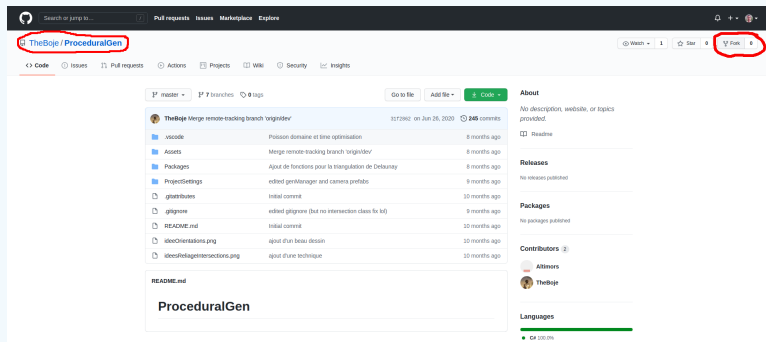 Search or jump to... /
Pull requests Issues Marketplace Explore
TheBoje / ProceduralGen
Watch 1 Star 0 Fork 0
Code Issues Pull requests Actions Projects Wiki Security Insights
master 7 branches 0 tags Go to file Add file Code
TheBoje Merge remote-tracking branch 'origin/dev' on Jun 26, 2020 245 commits
.vscode Poisson domaine et time optimisation 8 months ago
Assets Merge remote-tracking branch 'origin/dev' 8 months ago
Packages Ajout de fonctions pour la triangulation de Delaunay 8 months ago
ProjectSettings edited genManager and camera prefabs 9 months ago
.gitattributes Initial commit 10 months ago
.gitignore edited gitignore (but no intersection class fix lol) 9 months ago
README.md Initial commit 10 months ago
ideeOrientations.png ajout d'un beau dessin 10 months ago
ideesReliageIntersections.png ajout d'une technique 10 months ago
README.md
ProceduralGen
About
No description, website, or topics
provided.
Readme
Releases
No releases published
Packages
No packages published
Contributors 2
Altimors
TheBoje
Languages
C# 100.0%